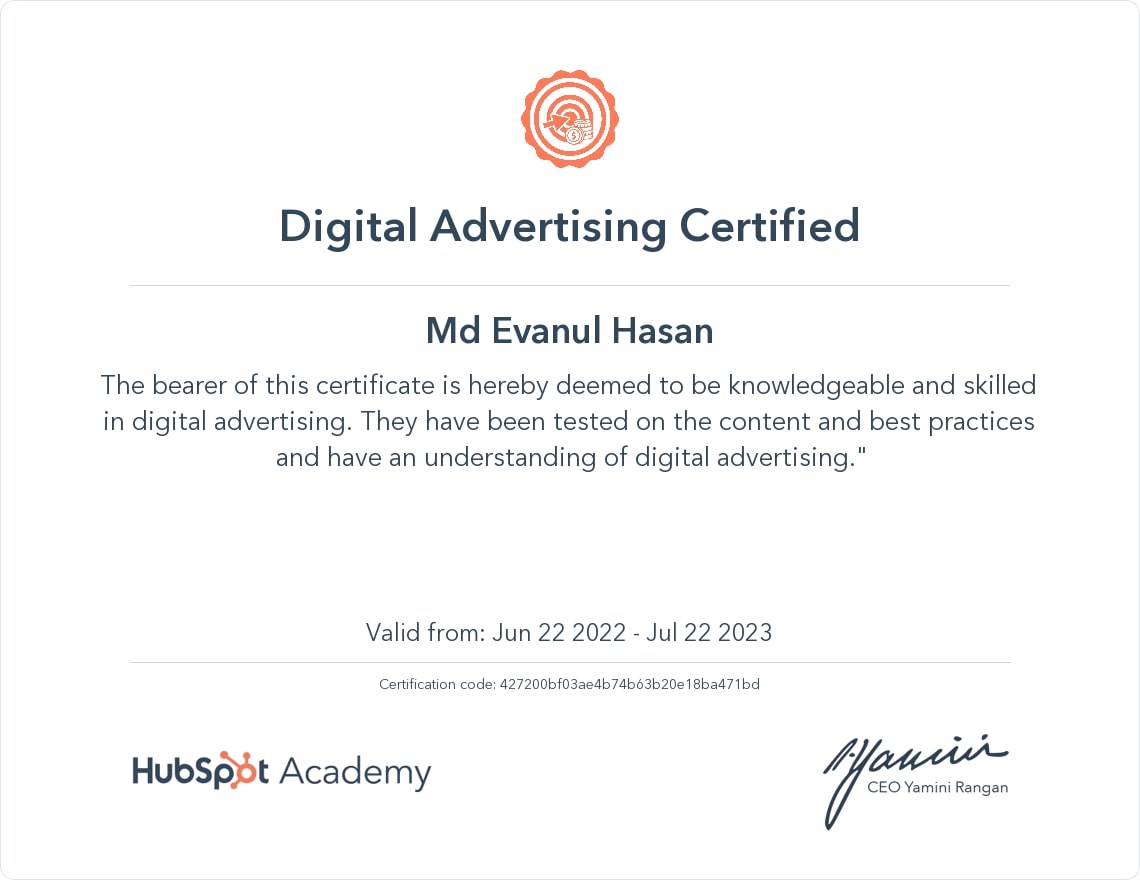 Digital Advertising Certified
Md Evanul Hasan
The bearer of this certificate is hereby deemed to be knowledgeable and skilled
in digital advertising. They have been tested on the content and best practices
and have an understanding of digital advertising."
Valid from: Jun 22 2022 - Jul 22 2023
Certification code: 427200bf03ae4b74b63b20e18ba471bd
HubSpot Academy
CEO Yamini Rangan